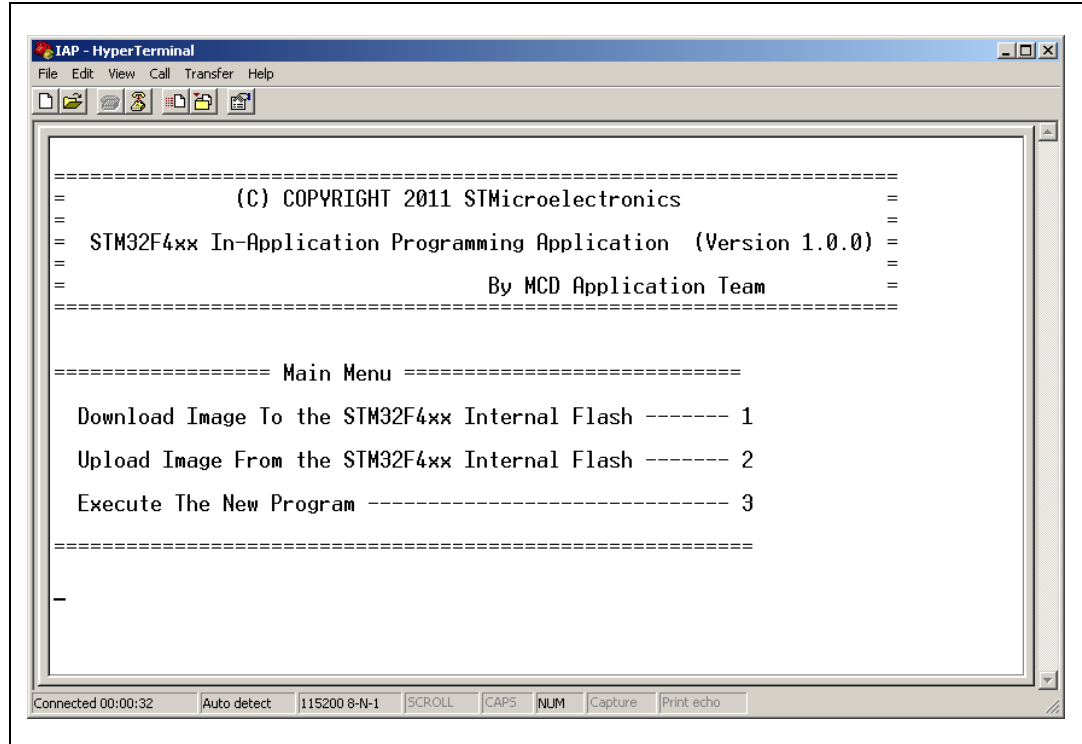 IAP - HyperTerminal
File Edit View Call Transfer Help
=====================================================================
= (C) COPYRIGHT 2011 STMicroelectronics =
= =
= STM32F4xx In-Application Programming Application (Version 1.0.0) =
= =
= By MCD Application Team =
=====================================================================
================== Main Menu ============================
Download Image To the STM32F4xx Internal Flash ------- 1
Upload Image From the STM32F4xx Internal Flash ------- 2
Execute The New Program ------------------------------ 3
==========================================================
_
Connected 00:00:32 Auto detect 115200 8-N-1 SCROLL CAPS NUM Capture Print echo